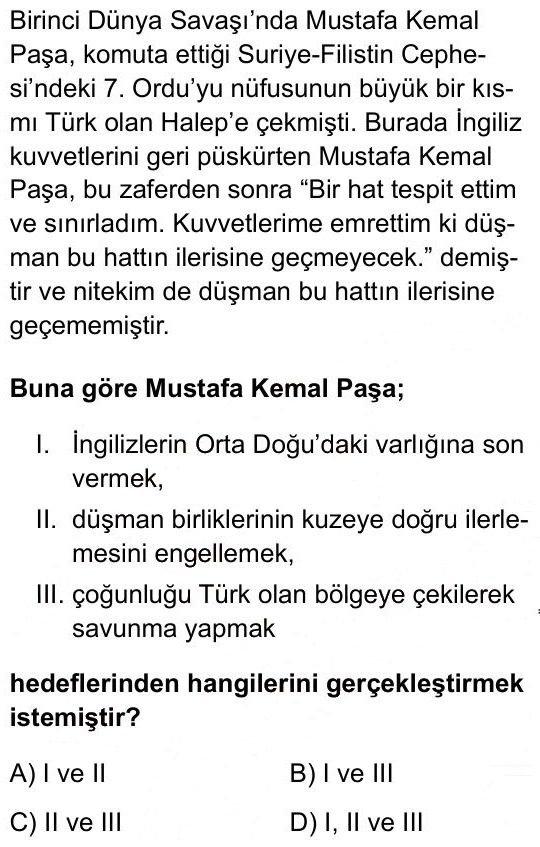 Birinci Dünya Savaşı’nda Mustafa Kemal
Paşa, komuta ettiği Suriye-Filistin Cephe-
si’ndeki 7. Ordu’yu nüfusunun büyük bir kıs-
mı Türk olan Halep’e çekmişti. Burada İngiliz
kuvvetlerini geri püskürten Mustafa Kemal
Paşa, bu zaferden sonra “Bir hat tespit ettim
ve sınırladım. Kuvvetlerime emrettim ki düş-
man bu hattın ilerisine geçmeyecek.” demiş-
tir ve nitekim de düşman bu hattın ilerisine
geçememiştir.
Buna göre Mustafa Kemal Paşa;
I. İngilizlerin Orta Doğu’daki varlığına son
vermek,
II. düşman birliklerinin kuzeye doğru ilerle-
mesini engellemek,
III. çoğunluğu Türk olan bölgeye çekilerek
savunma yapmak
hedeflerinden hangilerini gerçekleştirmek
istemiştir?
A) I ve II B) I ve III
C) II ve III D) I, II ve III